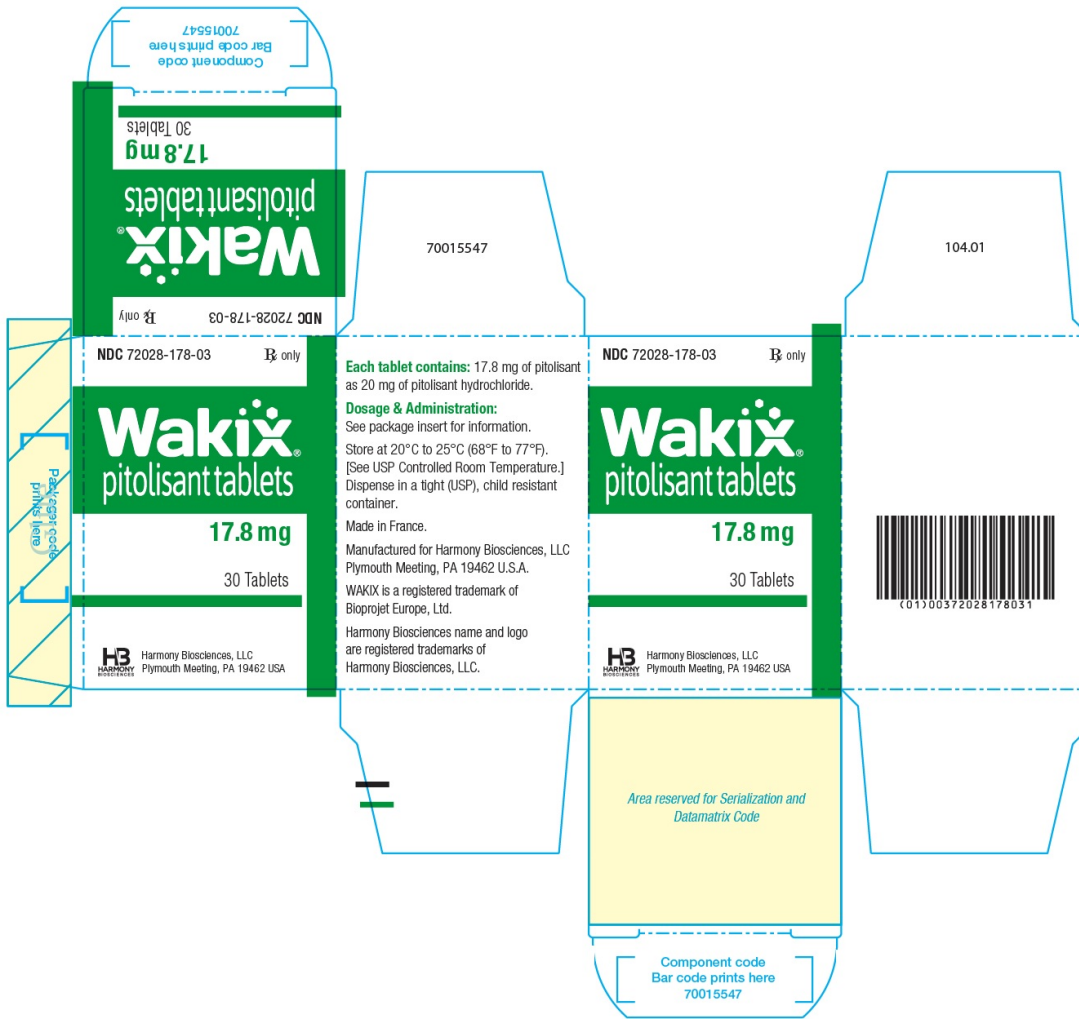 Component code
Bar code prints here
70015547
30 Tablets
17.8 mg
pitolisant tablets
Wakix®
NDC 72028-178-03 Rx only
70015547
104.01
Packager code
prints here
NDC 72028-178-03 ℞ only
Wakix®
pitolisant tablets
17.8 mg
30 Tablets
HB
HARMONY
BIOSCIENCES
Harmony Biosciences, LLC
Plymouth Meeting, PA 19462 USA
Each tablet contains: 17.8 mg of pitolisant
as 20 mg of pitolisant hydrochloride.
Dosage & Administration:
See package insert for information.
Store at 20°C to 25°C (68°F to 77°F).
[See USP Controlled Room Temperature.]
Dispense in a tight (USP), child resistant
container.
Made in France.
Manufactured for Harmony Biosciences, LLC
Plymouth Meeting, PA 19462 U.S.A.
WAKIX is a registered trademark of
Bioprojet Europe, Ltd.
Harmony Biosciences name and logo
are registered trademarks of
Harmony Biosciences, LLC.
NDC 72028-178-03 ℞ only
Wakix®
pitolisant tablets
17.8 mg
30 Tablets
HB
HARMONY
BIOSCIENCES
Harmony Biosciences, LLC
Plymouth Meeting, PA 19462 USA
(01)00372028178031
Area reserved for Serialization and
Datamatrix Code
Component code
Bar code prints here
70015547